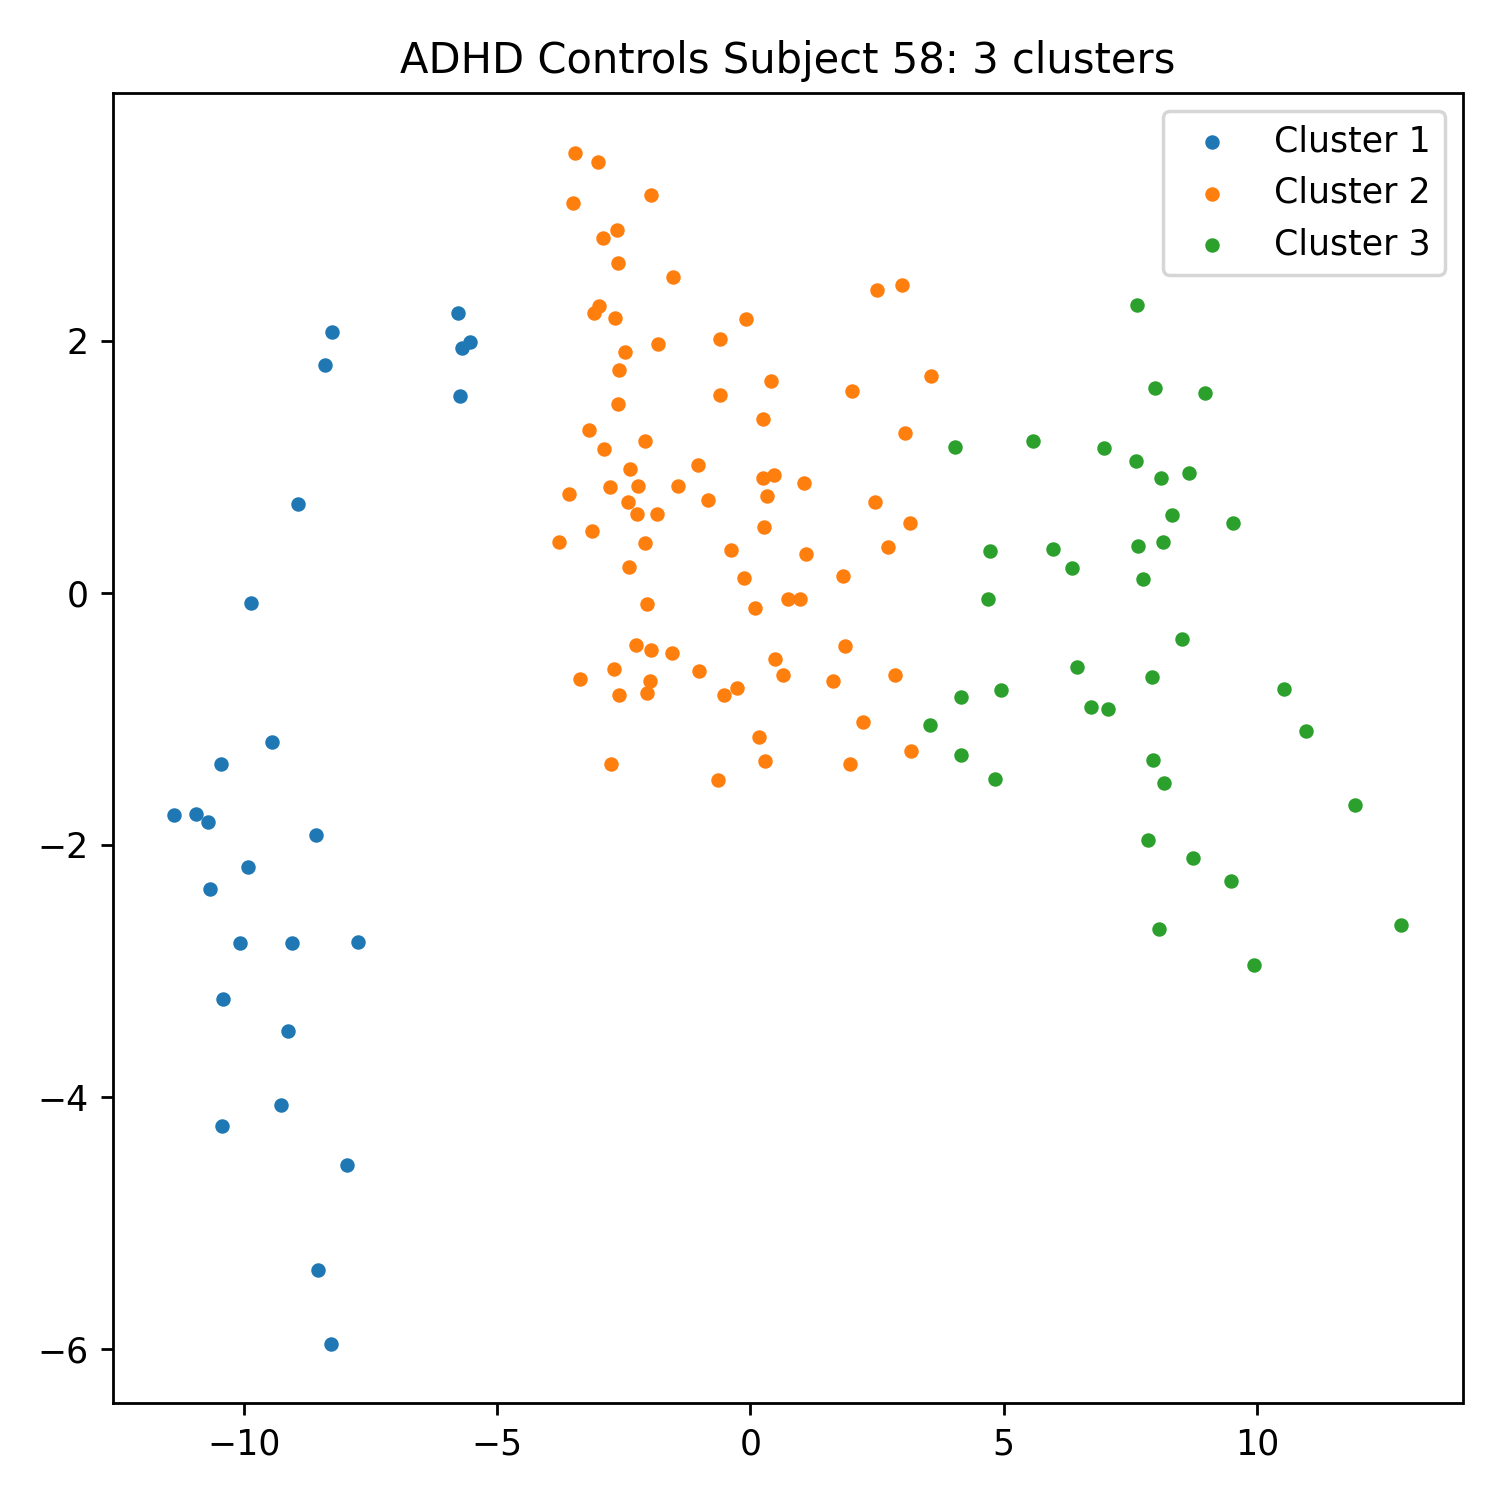 ADHD Controls Subject 58: 3 clusters
Cluster 1
Cluster 2
Cluster 3
2
0
−2
−4
−6
−10 −5 0 5 10